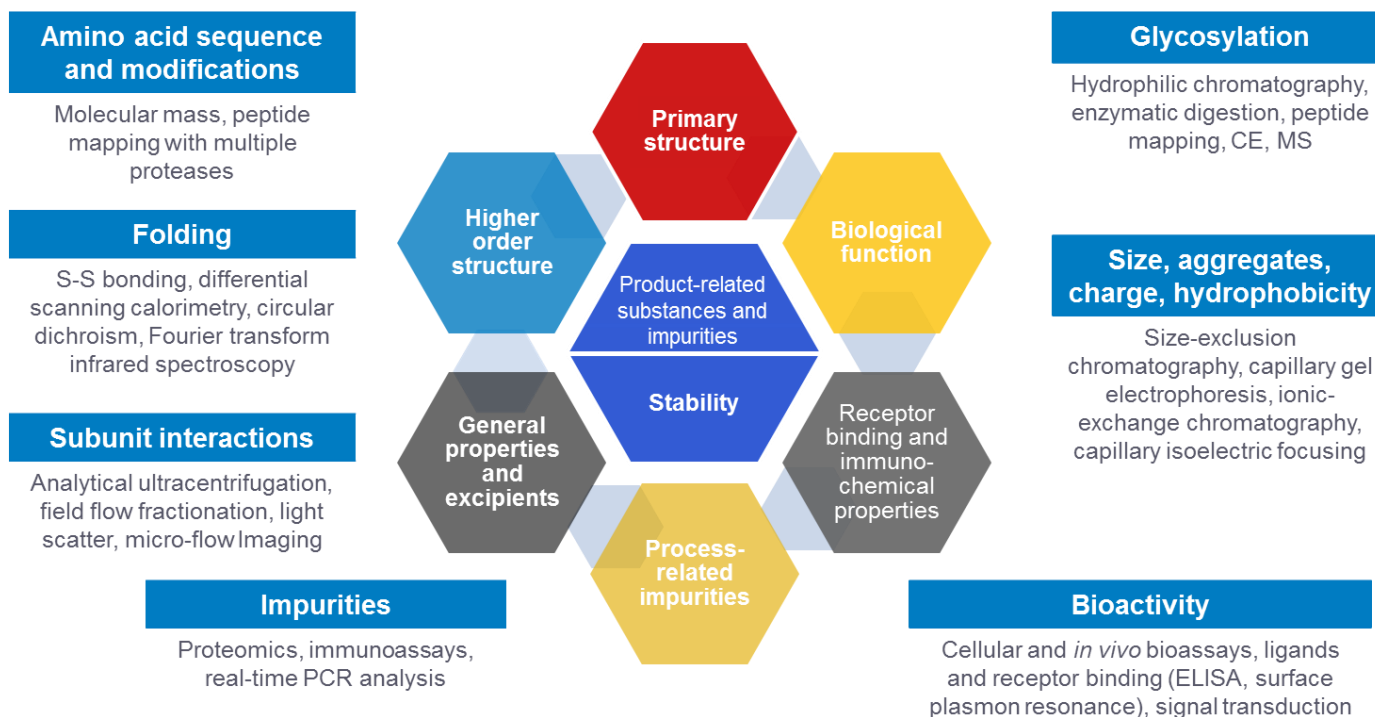 Amino acid sequence
and modifications
Molecular mass, peptide
mapping with multiple
proteases
Folding
S-S bonding, differential
scanning calorimetry, circular
dichroism, Fourier transform
infrared spectroscopy
Subunit interactions
Analytical ultracentrifugation,
field flow fractionation, light
scatter, micro-flow Imaging
Impurities
Proteomics, immunoassays,
real-time PCR analysis
Primary
structure
Higher
order
structure
Biological
function
Product-related
substances and
impurities
Stability
General
properties
and
excipients
Receptor
binding and
immuno-
chemical
properties
Process-
related
impurities
Glycosylation
Hydrophilic chromatography,
enzymatic digestion, peptide
mapping, CE, MS
Size, aggregates,
charge, hydrophobicity
Size-exclusion
chromatography, capillary gel
electrophoresis, ionic-
exchange chromatography,
capillary isoelectric focusing
Bioactivity
Cellular and in vivo bioassays, ligands
and receptor binding (ELISA, surface
plasmon resonance), signal transduction